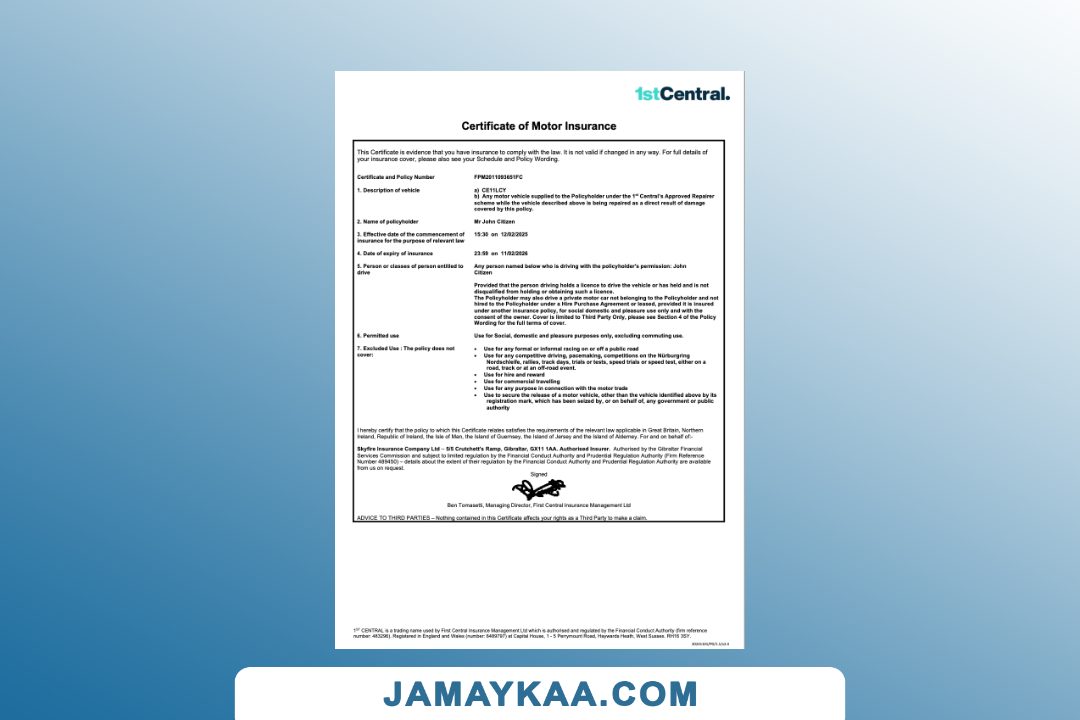 1stCentral.
Certificate of Motor Insurance
This Certificate is evidence that you have insurance to comply with the law. It is not valid if changed in any way. For full details of
your insurance cover, please also see your Schedule and Policy Wording.
Certificate and Policy Number FPM2011093651FC
1. Description of vehicle a) CE11LCY
b) Any motor vehicle supplied to the Policyholder under the 1st Central's Approved Repairer
scheme while the vehicle described above is being repaired as a direct result of damage
covered by this policy.
2. Name of policyholder Mr John Citizen
3. Effective date of the commencement of
insurance for the purpose of relevant law
15:30 on 12/02/2025
4. Date of expiry of insurance 23:59 on 11/02/2026
5. Person or classes of person entitled to
drive
Any person named below who is driving with the policyholder's permission: John
Citizen
Provided that the person driving holds a licence to drive the vehicle or has held and is not
disqualified from holding or obtaining such a licence.
The Policyholder may also drive a private motor car not belonging to the Policyholder and not
hired to the Policyholder under a Hire Purchase Agreement or leased, provided it is insured
under another insurance policy, for social domestic and pleasure use only and with the
consent of the owner. Cover is limited to Third Party Only, please see Section 4 of the Policy
Wording for the full terms of cover.
6. Permitted use Use for Social, domestic and pleasure purposes only, excluding commuting use.
7. Excluded Use : The policy does not
cover:
• Use for any formal or informal racing on or off a public road
• Use for any competitive driving, pacemaking, competitions on the Nürburgring
Nordschleife, rallies, track days, trials or tests, speed trials or speed test, either on a
road, track or at an off-road event.
• Use for hire and reward
• Use for commercial travelling
• Use for any purpose in connection with the motor trade
• Use to secure the release of a motor vehicle, other than the vehicle identified above by its
registration mark, which has been seized by, or on behalf of, any government or public
authority
I hereby certify that the policy to which this Certificate relates satisfies the requirements of the relevant law applicable in Great Britain, Northern
Ireland, Republic of Ireland, the Isle of Man, the Island of Guernsey, the Island of Jersey and the Island of Alderney. For and on behalf of:-
Skyfire Insurance Company Ltd – 5/5 Crutchett's Ramp, Gibraltar, GX11 1AA. Authorised Insurer. Authorised by the Gibraltar Financial
Services Commission and subject to limited regulation by the Financial Conduct Authority and Prudential Regulation Authority (Firm Reference
Number 489450) – details about the extent of their regulation by the Financial Conduct Authority and Prudential Regulation Authority are available
from us on request.
Signed
Ben Tomasetti, Managing Director, First Central Insurance Management Ltd
ADVICE TO THIRD PARTIES – Nothing contained in this Certificate affects your rights as a Third Party to make a claim.
1ST CENTRAL is a trading name used by First Central Insurance Management Ltd which is authorised and regulated by the Financial Conduct Authority (firm reference
number: 483296). Registered in England and Wales (number: 6489797) at Capital House, 1 - 5 Perrymount Road, Haywards Heath, West Sussex. RH16 3SY.
JAMAYKAA.COM